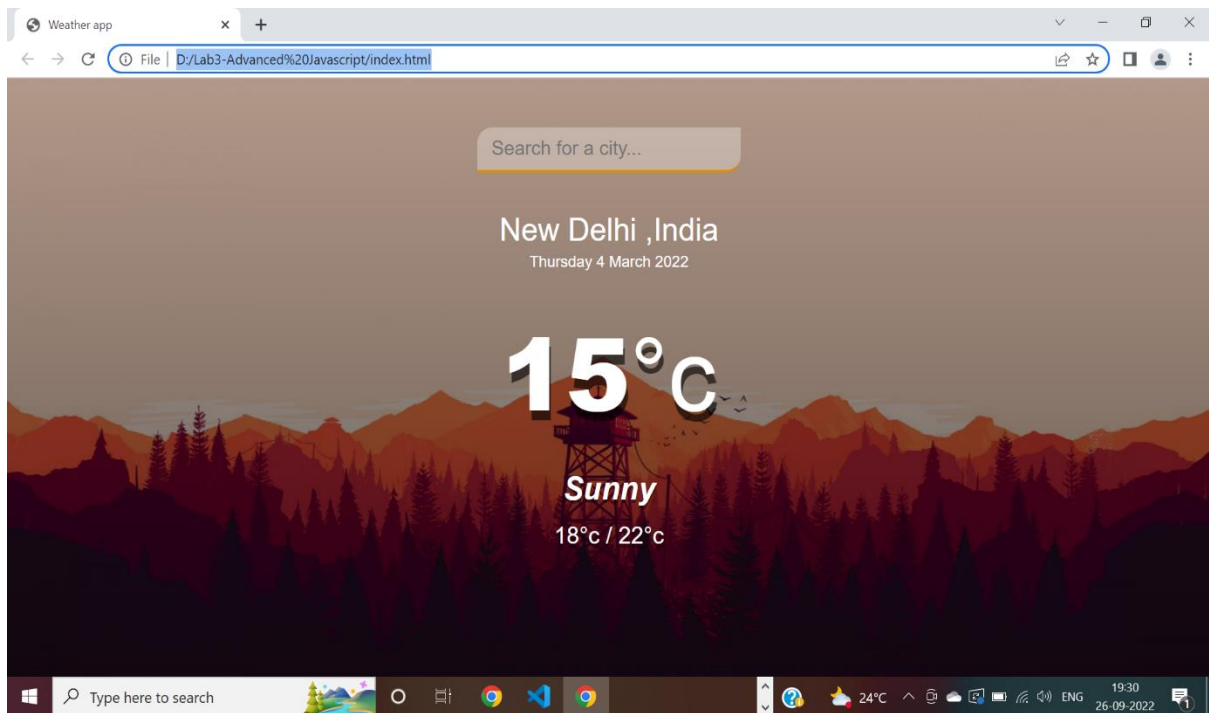 Weather app
File | D:/Lab3-Advanced%20Javascript/index.html
Search for a city...
New Delhi ,India
Thursday 4 March 2022
15°c
Sunny
18°c / 22°c
Type here to search
24°C
ENG
19:30
26-09-2022
1